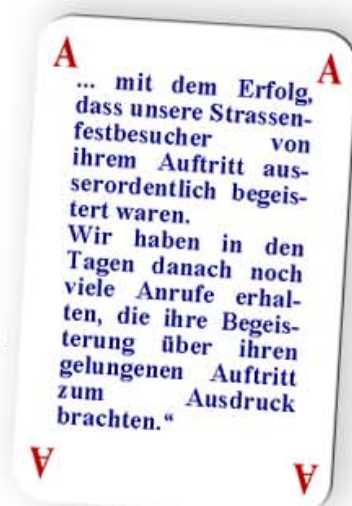 A A
... mit dem Erfolg,
dass unsere Strassen-
festbesucher von
ihrem Auftritt aus-
serordentlich begeis-
tert waren.
Wir haben in den
Tagen danach noch
viele Anrufe erhal-
ten, die ihre Begeis-
terung über ihren
gelungenen Auftritt
zum Ausdruck
brachten.“
A A